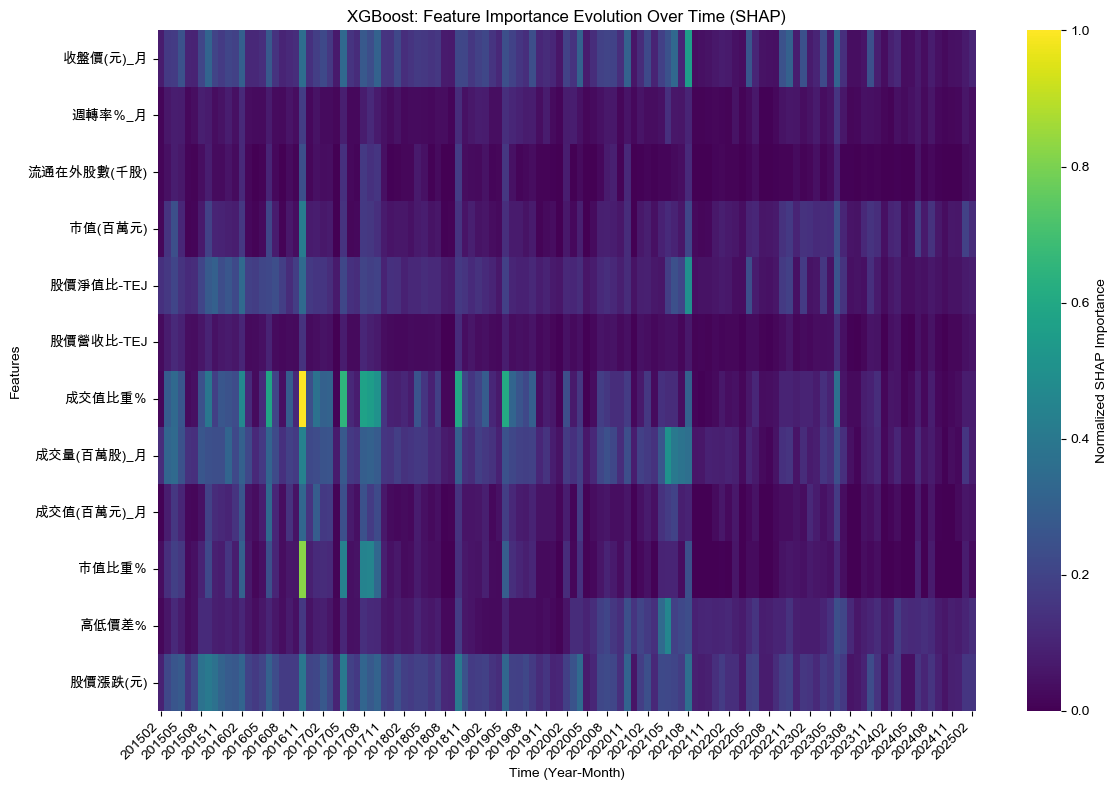 XGBoost: Feature Importance Evolution Over Time (SHAP)
Features
收盤價(元)_月
週轉率%_月
流通在外股數(千股)
市值(百萬元)
股價淨值比-TEJ
股價營收比-TEJ
成交值比重%
成交量(百萬股)_月
成交值(百萬元)_月
市值比重%
高低價差%
股價漲跌(元)
201502 201505 201508 201511 201602 201605 201608 201611 201702 201705 201708 201711 201802 201805 201808 201811 201902 201905 201908 201911 202002 202005 202008 202011 202102 202105 202108 202111 202202 202205 202208 202211 202302 202305 202308 202311 202402 202405 202408 202411 202502
Time (Year-Month)
1.0
0.8
0.6
0.4
0.2
0.0
Normalized SHAP Importance